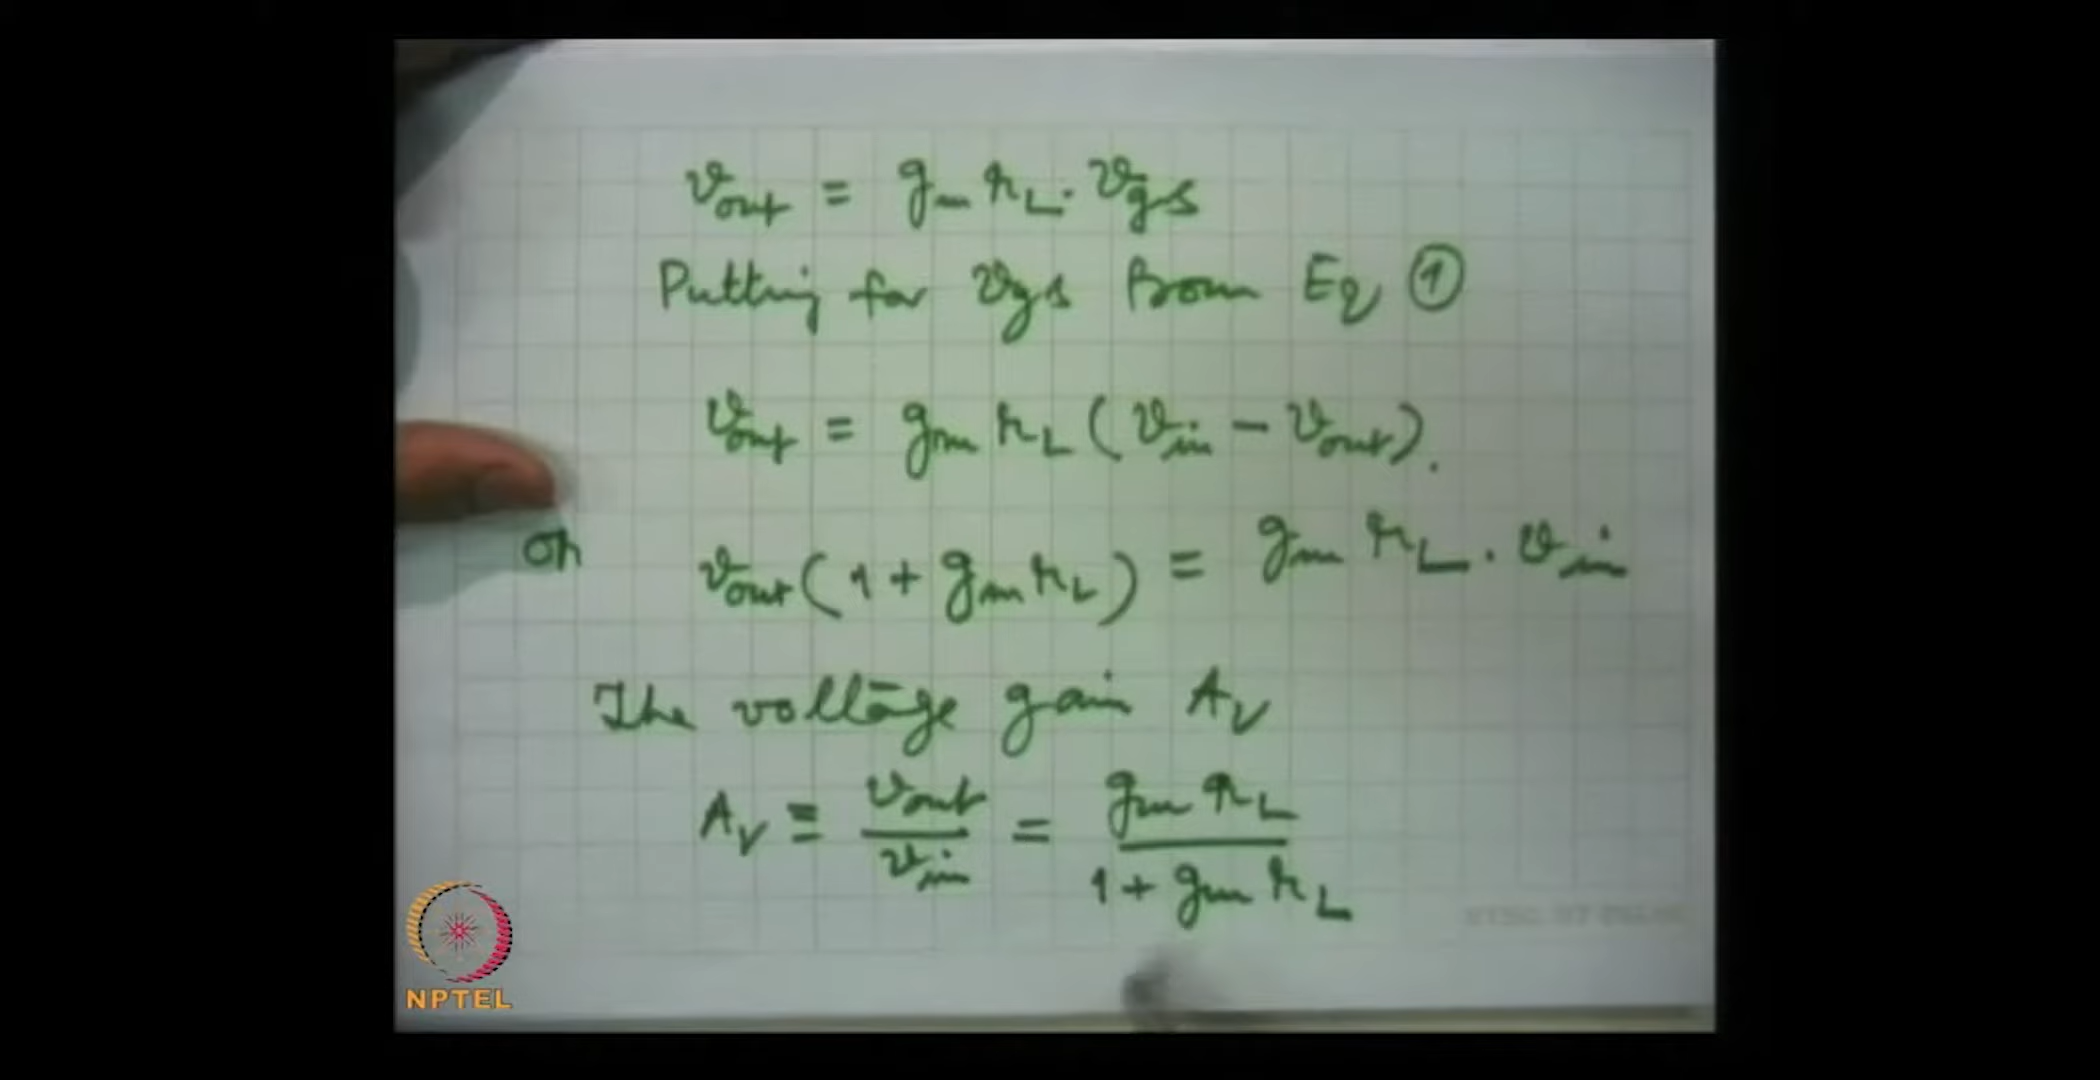 v_out = g_m r_L . v_gs
Putting for v_gs from Eq ①
v_out = g_m r_L ( v_in - v_out ).
or v_out ( 1 + g_m r_L ) = g_m r_L . v_in
The voltage gain A_V
A_V ≡ v_out / v_in = g_m r_L / 1 + g_m r_L
NPTEL